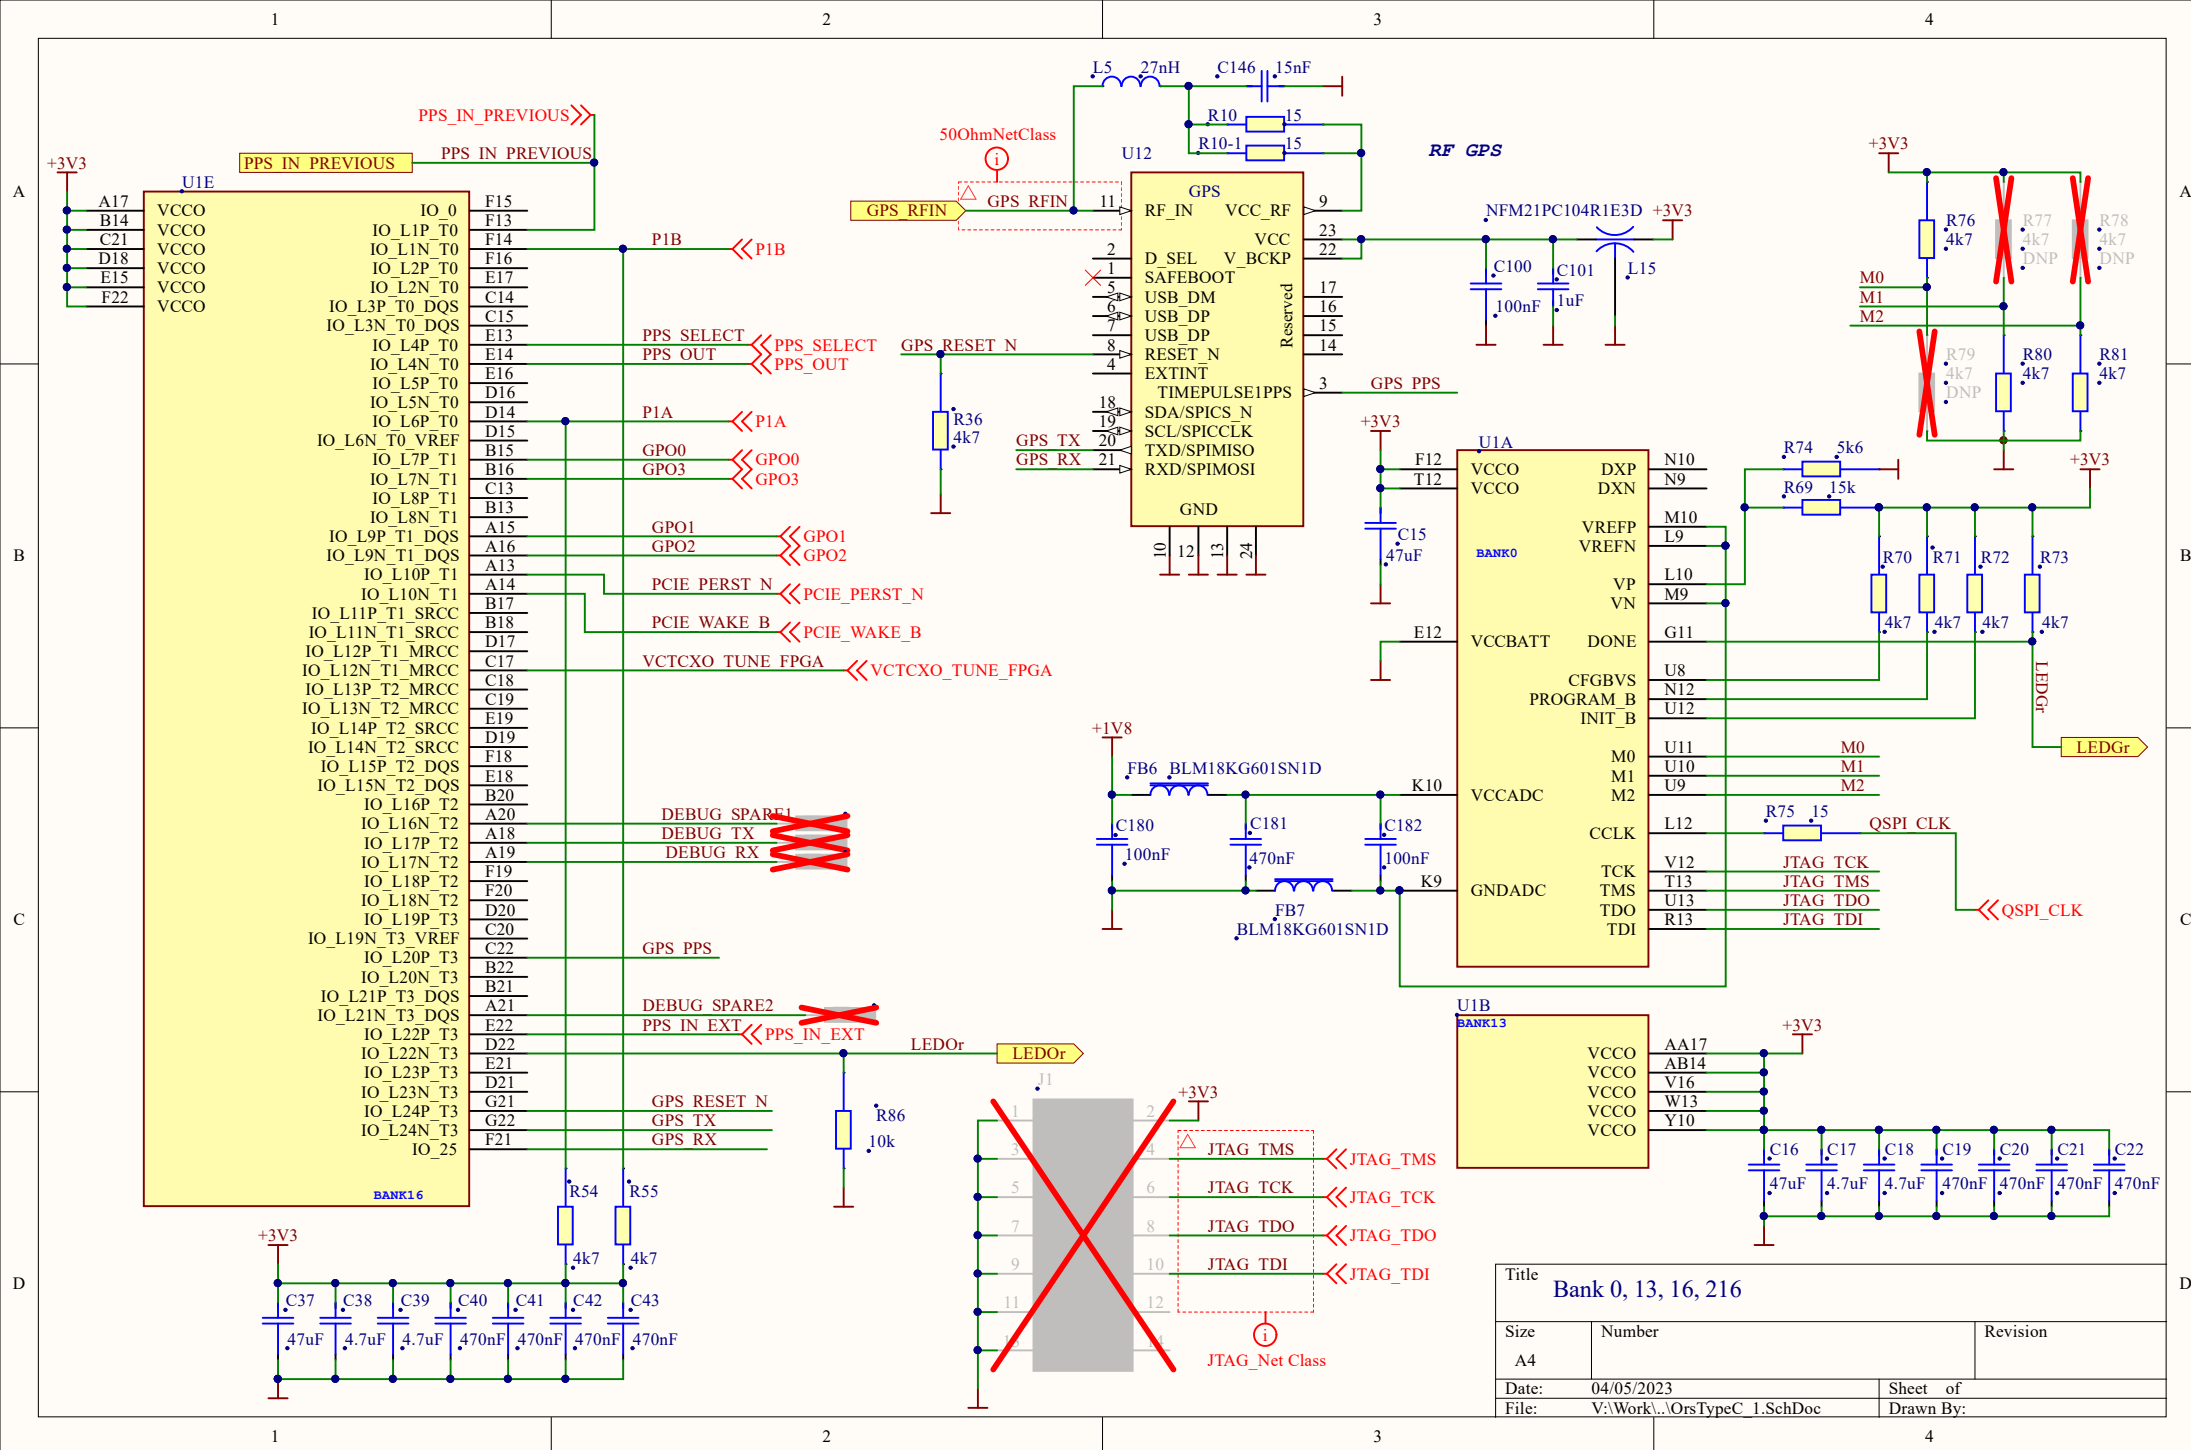 1 2 3 4
A B C D
PPS_IN_PREVIOUS
PPS_IN_PREVIOUS PPS_IN_PREVIOUS
+3V3
U1E
A17 VCCO IO_0 F15
B14 VCCO IO_L1P_T0 F13
C21 VCCO IO_L1N_T0 F14 P1B P1B
D18 VCCO IO_L2P_T0 F16
E15 VCCO IO_L2N_T0 E17
F22 VCCO IO_L3P_T0_DQS C14
IO_L3N_T0_DQS C15
IO_L4P_T0 E13 PPS_SELECT PPS_SELECT
IO_L4N_T0 E14 PPS_OUT PPS_OUT
IO_L5P_T0 E16
IO_L5N_T0 D16
IO_L6P_T0 D14 P1A P1A
IO_L6N_T0_VREF D15
IO_L7P_T1 B15 GPO0 GPO0
IO_L7N_T1 B16 GPO3 GPO3
IO_L8P_T1 C13
IO_L8N_T1 B13
IO_L9P_T1_DQS A15 GPO1 GPO1
IO_L9N_T1_DQS A16 GPO2 GPO2
IO_L10P_T1 A13
IO_L10N_T1 A14 PCIE_PERST_N PCIE_PERST_N
IO_L11P_T1_SRCC B17
IO_L11N_T1_SRCC B18 PCIE_WAKE_B PCIE_WAKE_B
IO_L12P_T1_MRCC D17
IO_L12N_T1_MRCC C17 VCTCXO_TUNE_FPGA VCTCXO_TUNE_FPGA
IO_L13P_T2_MRCC C18
IO_L13N_T2_MRCC C19
IO_L14P_T2_SRCC E19
IO_L14N_T2_SRCC D19
IO_L15P_T2_DQS F18
IO_L15N_T2_DQS E18
IO_L16P_T2 B20
IO_L16N_T2 A20 DEBUG_SPARE1
IO_L17P_T2 A18 DEBUG_TX
IO_L17N_T2 A19 DEBUG_RX
IO_L18P_T2 F19
IO_L18N_T2 F20
IO_L19P_T3 D20
IO_L19N_T3_VREF C20
IO_L20P_T3 C22 GPS_PPS
IO_L20N_T3 B22
IO_L21P_T3_DQS B21
IO_L21N_T3_DQS A21 DEBUG_SPARE2
IO_L22P_T3 E22 PPS_IN_EXT PPS_IN_EXT
IO_L22N_T3 D22 LEDOr LEDOr
IO_L23P_T3 E21
IO_L23N_T3 D21
IO_L24P_T3 G21 GPS_RESET_N
IO_L24N_T3 G22 GPS_TX
IO_25 F21 GPS_RX
BANK16
R86
10k
R54 R55
4k7 4k7
+3V3
C37 C38 C39 C40 C41 C42 C43
47uF 4.7uF 4.7uF 470nF 470nF 470nF 470nF
L5 27nH C146 15nF
R10 15
R10-1 15
50OhmNetClass
U12
RF GPS
GPS
GPS_RFIN GPS_RFIN 11 RF_IN VCC_RF 9
VCC 23
2 D_SEL V_BCKP 22
1 SAFEBOOT
5 USB_DM 17
6 USB_DP 16
7 USB_DP 15
GPS_RESET_N 8 RESET_N 14
Reserved
4 EXTINT
TIMEPULSE1PPS 3 GPS_PPS
18 SDA/SPICS_N
19 SCL/SPICCLK
GPS_TX 20 TXD/SPIMISO
GPS_RX 21 RXD/SPIMOSI
GND
10 12 13 24
R36
4k7
NFM21PC104R1E3D +3V3
C100 C101 L15
100nF 1uF
+3V3
R76 R77 R78
4k7 4k7 4k7
DNP DNP
M0
M1
M2
R79 R80 R81
4k7 4k7 4k7
DNP
+3V3
U1A
F12 VCCO DXP N10
T12 VCCO DXN N9
C15
47uF
VREFP M10
BANK0 VREFN L9
VP L10
VN M9
E12 VCCBATT DONE G11
CFGBVS U8
PROGRAM_B N12
INIT_B U12
M0 U11 M0
M1 U10 M1
K10 VCCADC M2 U9 M2
CCLK L12 R75 15 QSPI_CLK
TCK V12 JTAG_TCK
K9 GNDADC TMS T13 JTAG_TMS
TDO U13 JTAG_TDO QSPI_CLK
TDI R13 JTAG_TDI
R74 5k6
+3V3
R69 15k
R70 R71 R72 R73
4k7 4k7 4k7 4k7
LEDGr
LEDGr
+1V8
FB6 BLM18KG601SN1D
C180 C181 C182
100nF 470nF 100nF
FB7
BLM18KG601SN1D
U1B
BANK13
+3V3
VCCO AA17
VCCO AB14
VCCO V16
VCCO W13
VCCO Y10
C16 C17 C18 C19 C20 C21 C22
47uF 4.7uF 4.7uF 470nF 470nF 470nF 470nF
J1
+3V3
1 2
3 4 JTAG_TMS JTAG_TMS
5 6 JTAG_TCK JTAG_TCK
7 8 JTAG_TDO JTAG_TDO
9 10 JTAG_TDI JTAG_TDI
11 12
JTAG_Net Class
Title Bank 0, 13, 16, 216
Size Number Revision
A4
Date: 04/05/2023 Sheet of
File: V:\Work\..\OrsTypeC_1.SchDoc Drawn By:
A B C D
1 2 3 4